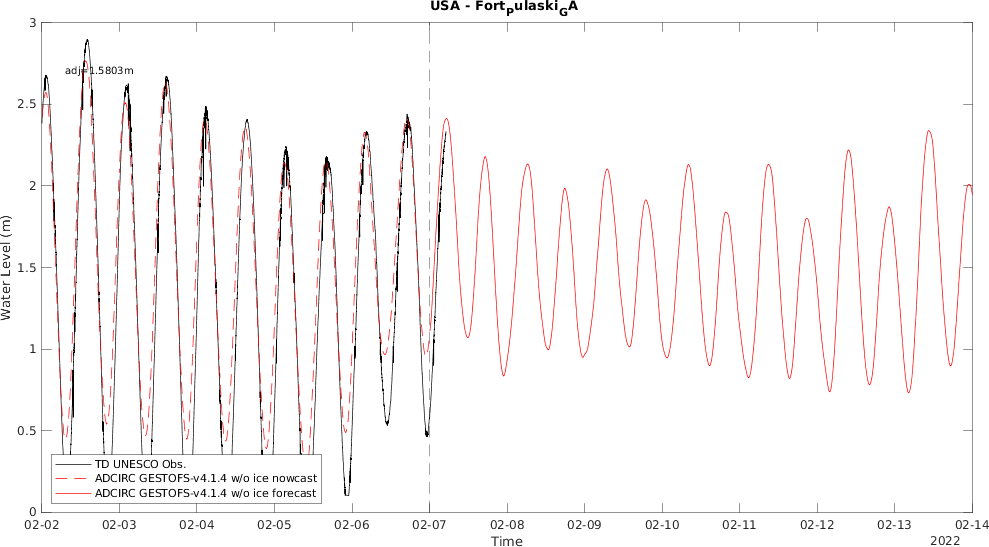 USA - FortPulaskiGA
3
2.5
2
1.5
1
0.5
0
Water Level (m)
adj=1.5803m
TD UNESCO Obs.
ADCIRC GESTOFS-v4.1.4 w/o ice nowcast
ADCIRC GESTOFS-v4.1.4 w/o ice forecast
02-02 02-03 02-04 02-05 02-06 02-07 02-08 02-09 02-10 02-11 02-12 02-13 02-14
Time
2022